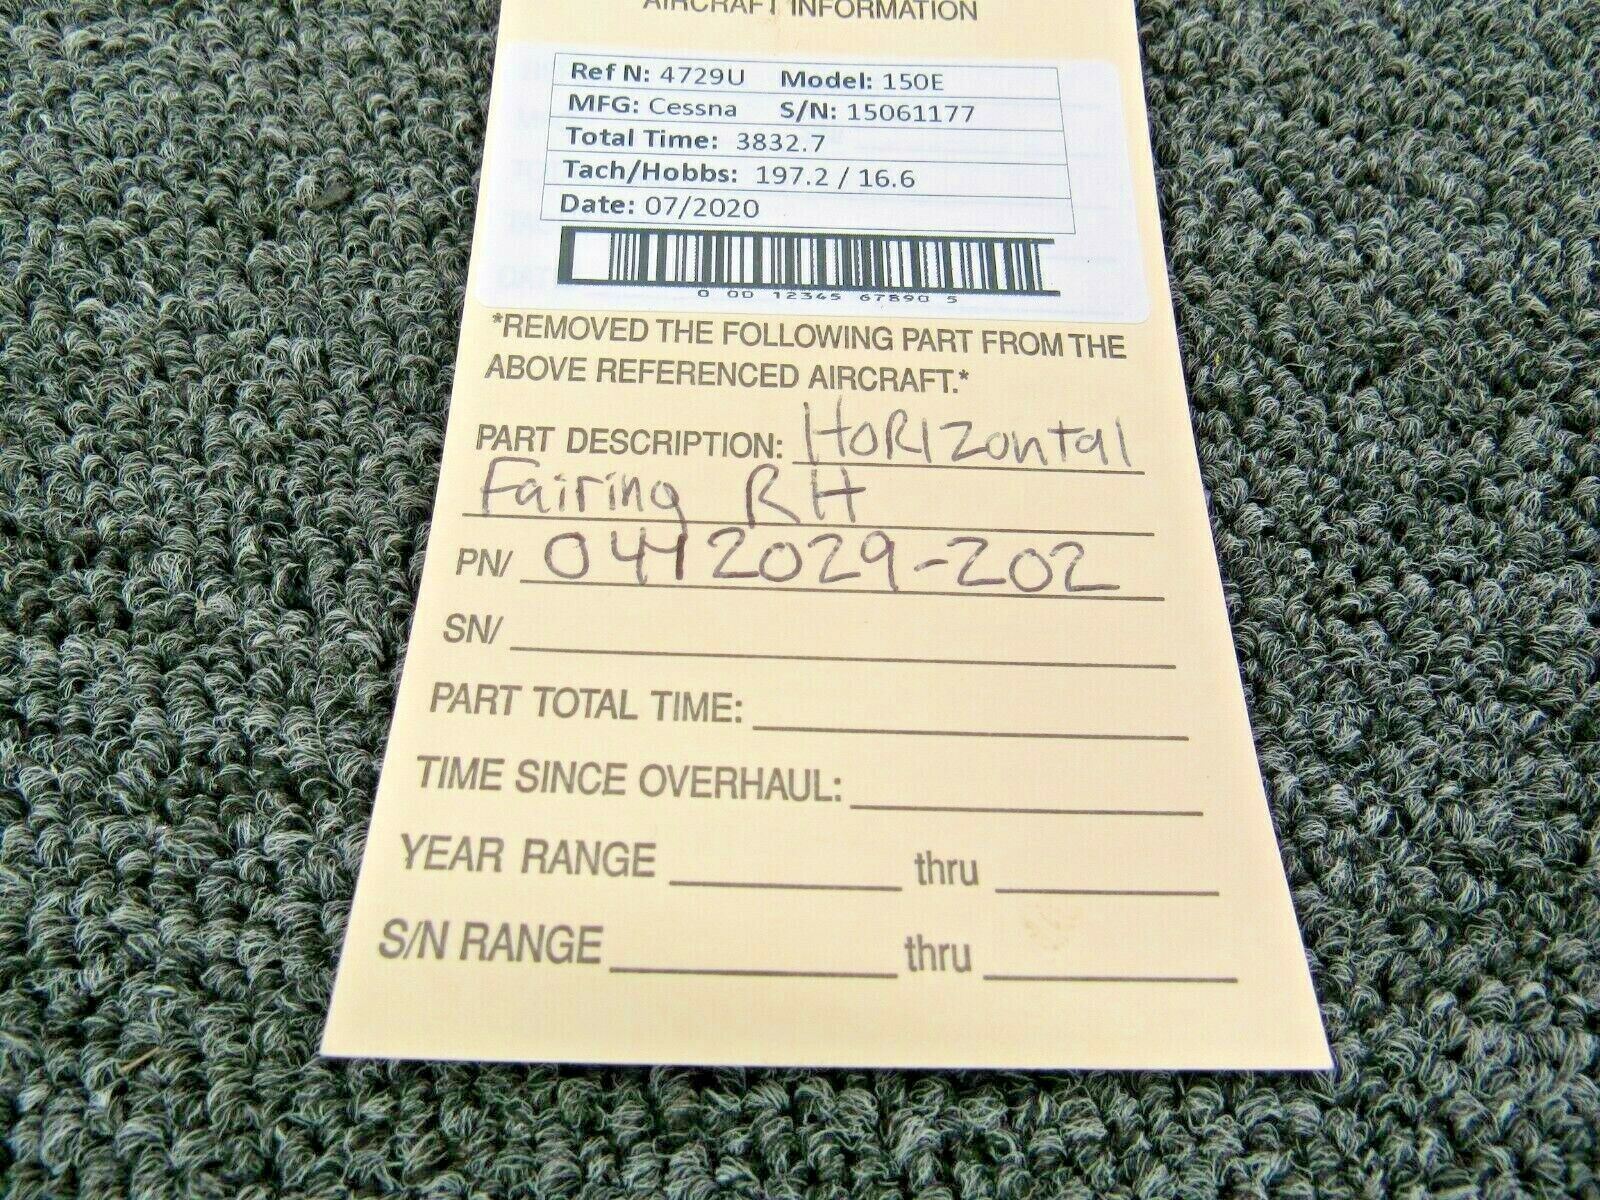 AIRCRAFT INFORMATION
Ref N: 4729U Model: 150E
MFG: Cessna S/N: 15061177
Total Time: 3832.7
Tach/Hobbs: 197.2 / 16.6
Date: 07/2020
0 00 12345 67890 5
*REMOVED THE FOLLOWING PART FROM THE
ABOVE REFERENCED AIRCRAFT.*
PART DESCRIPTION: Horizontal
Fairing RH
PN/ 0442029-202
SN/
PART TOTAL TIME:
TIME SINCE OVERHAUL:
YEAR RANGE thru
S/N RANGE thru